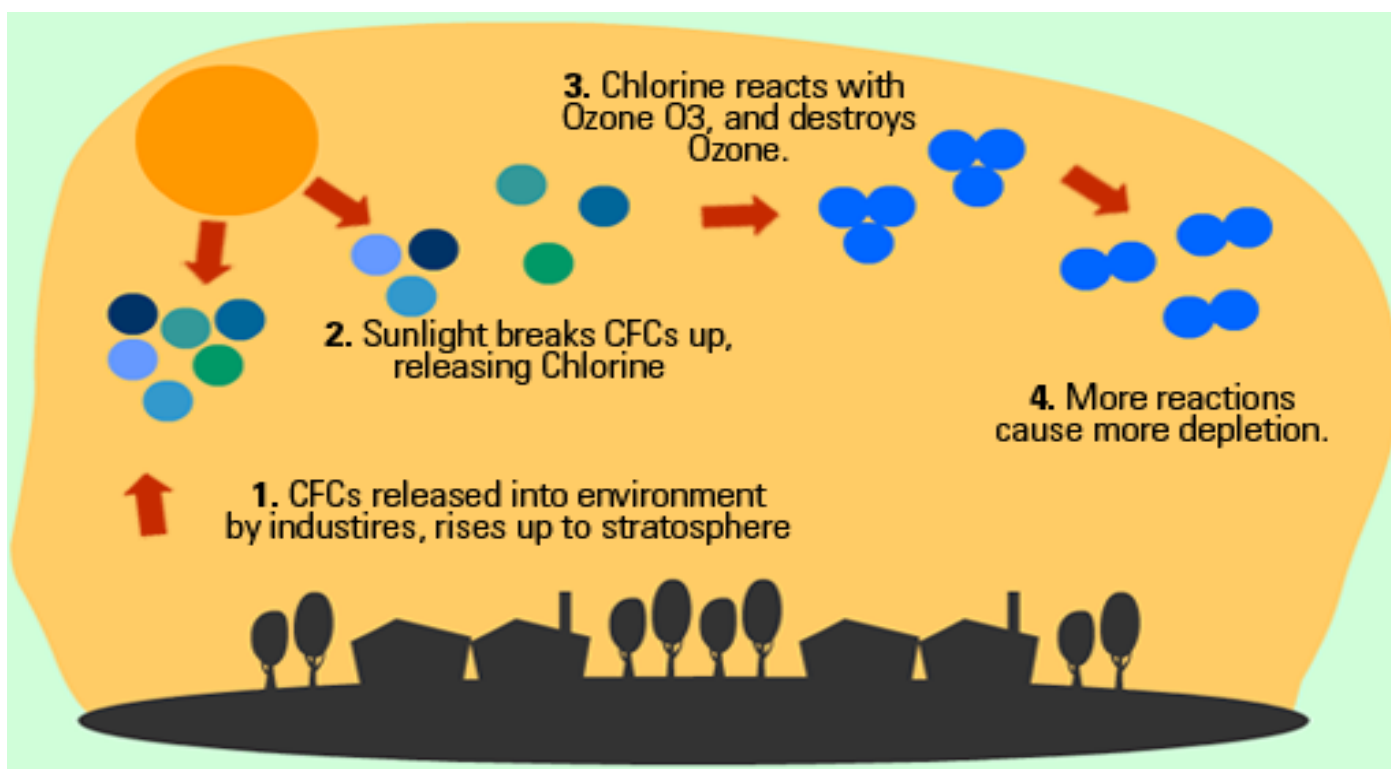 3. Chlorine reacts with
Ozone O3, and destroys
Ozone.
2. Sunlight breaks CFCs up,
releasing Chlorine
4. More reactions
cause more depletion.
1. CFCs released into environment
by industires, rises up to stratosphere